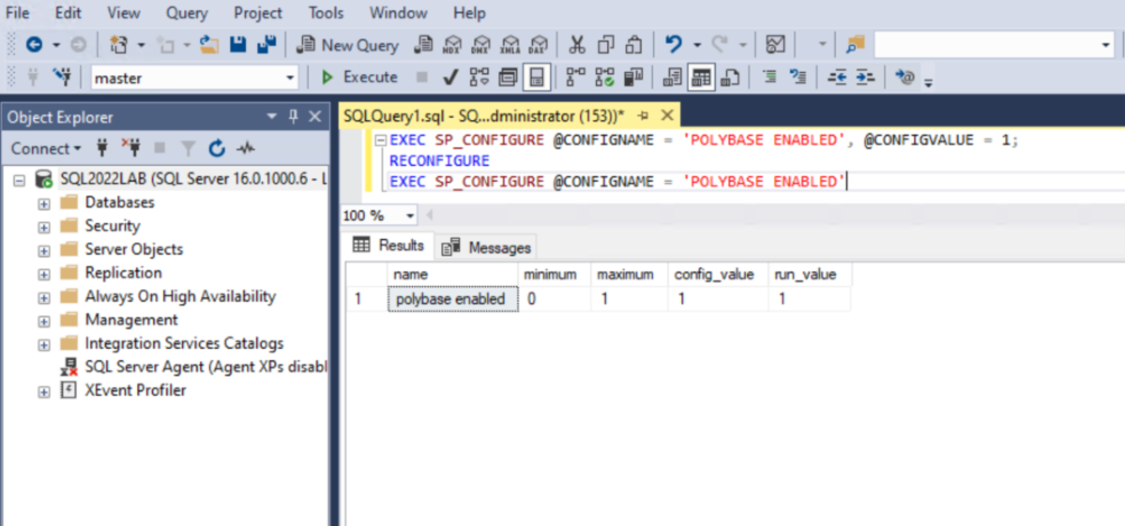 File Edit View Query Project Tools Window Help
New Query MDX DMX XMLA DAX
master Execute
Object Explorer
Connect
SQL2022LAB (SQL Server 16.0.1000.6 - L
Databases
Security
Server Objects
Replication
Always On High Availability
Management
Integration Services Catalogs
SQL Server Agent (Agent XPs disabl
XEvent Profiler
SQLQuery1.sql - SQ...dministrator (153))*
EXEC SP_CONFIGURE @CONFIGNAME = 'POLYBASE ENABLED', @CONFIGVALUE = 1;
RECONFIGURE
EXEC SP_CONFIGURE @CONFIGNAME = 'POLYBASE ENABLED'
100 %
Results Messages
name minimum maximum config_value run_value
1 polybase enabled 0 1 1 1